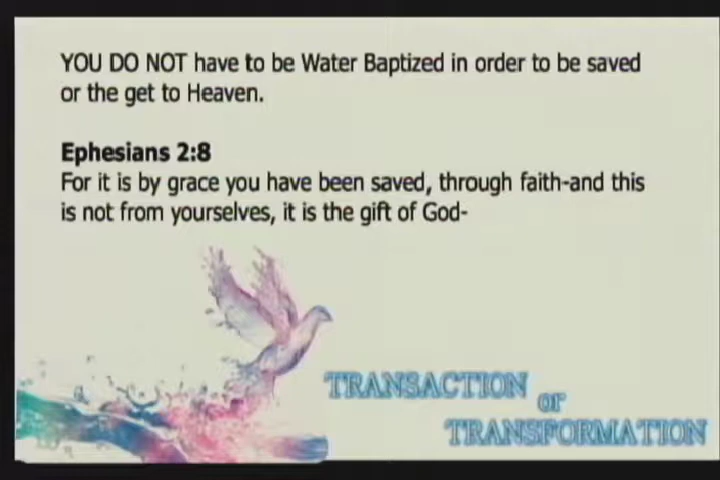 YOU DO NOT have to be Water Baptized in order to be saved
or the get to Heaven.
Ephesians 2:8
For it is by grace you have been saved, through faith-and this
is not from yourselves, it is the gift of God-
TRANSACTION
or
TRANSFORMATION